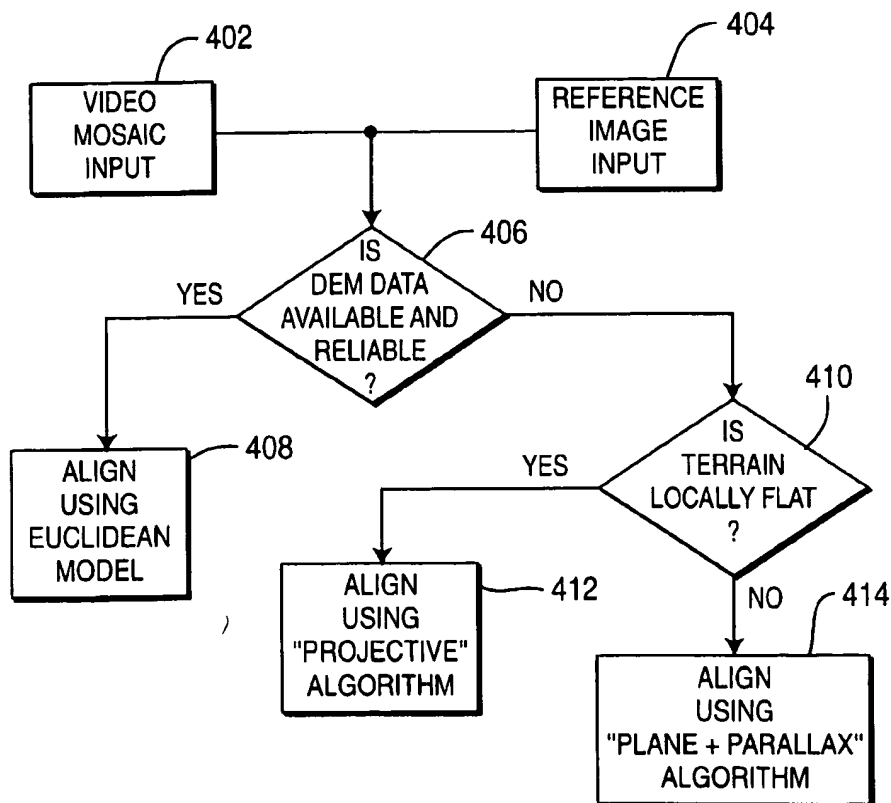 402
VIDEO
MOSAIC
INPUT
404
REFERENCE
IMAGE
INPUT
406
IS
DEM DATA
AVAILABLE AND
RELIABLE
?
YES
NO
408
ALIGN
USING
EUCLIDEAN
MODEL
410
IS
TERRAIN
LOCALLY FLAT
?
YES
NO
412
ALIGN
USING
"PROJECTIVE"
ALGORITHM
414
ALIGN
USING
"PLANE + PARALLAX"
ALGORITHM